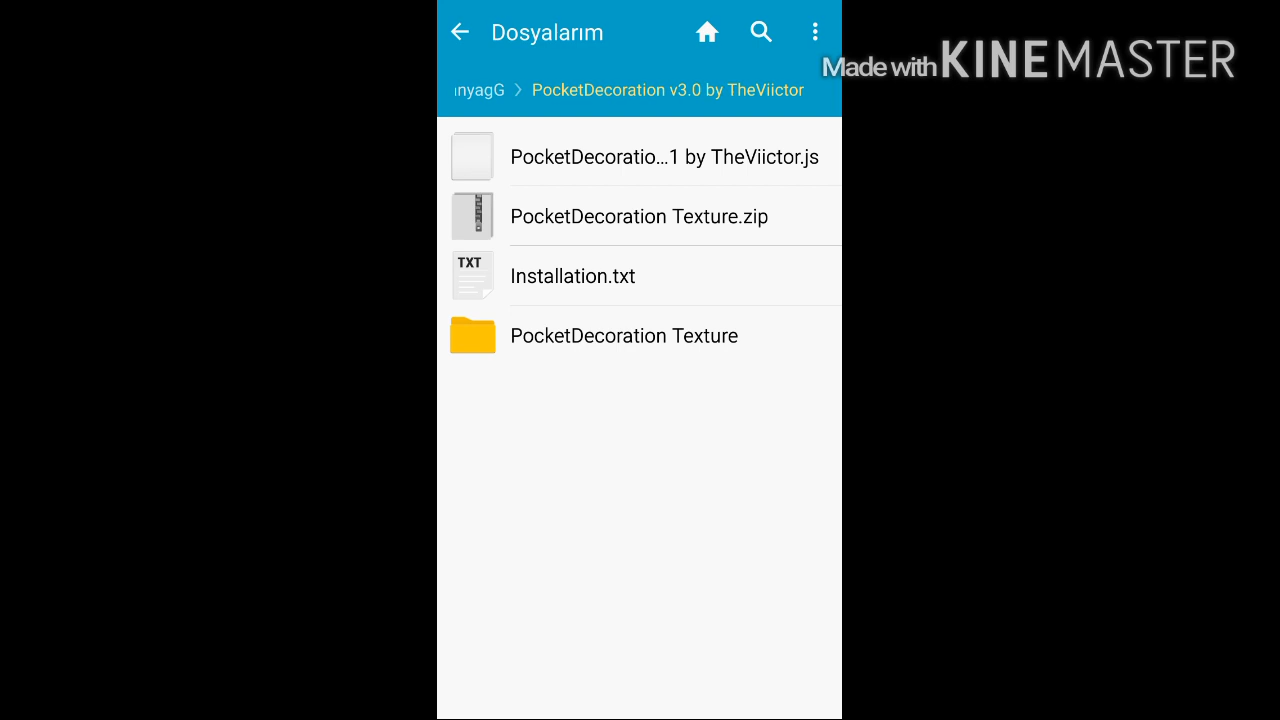 Dosyalarım
Made with KINEMASTER
ınyagG > PocketDecoration v3.0 by TheViictor
PocketDecoratio...1 by TheViictor.js
PocketDecoration Texture.zip
TXT
Installation.txt
PocketDecoration Texture